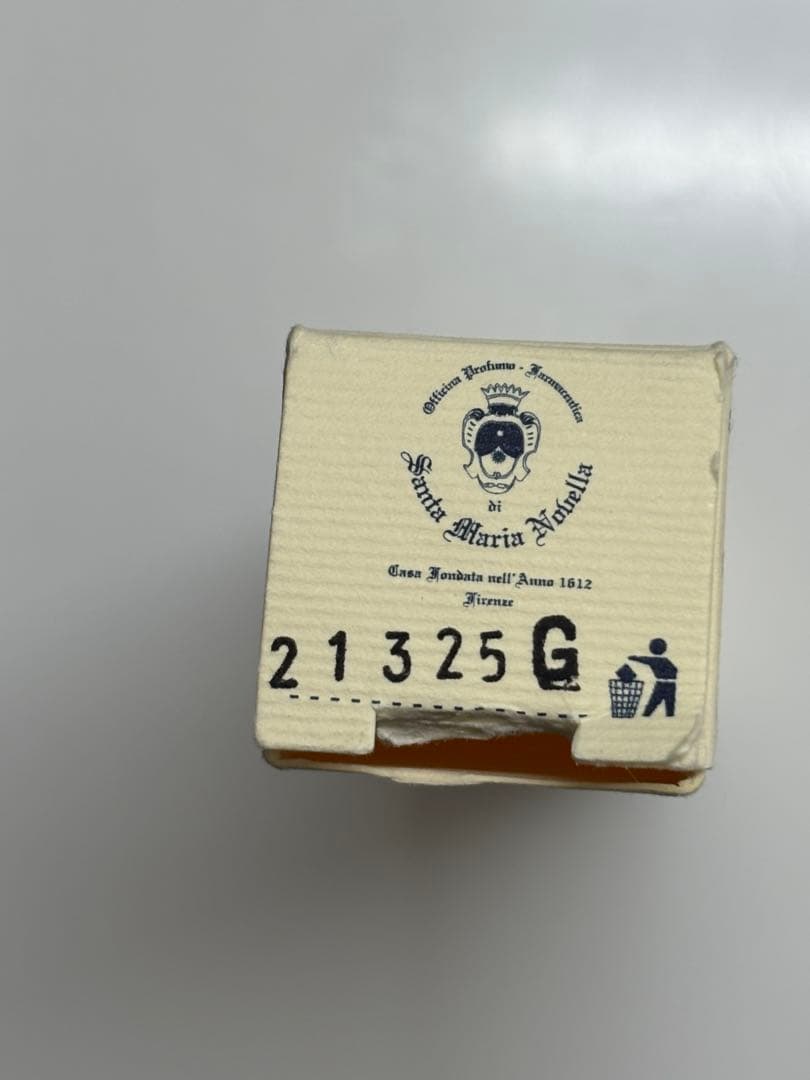 Officina Profumo - Farmaceutica
di
Santa Maria Novella
Casa Fondata nell'Anno 1612
Firenze
21325G